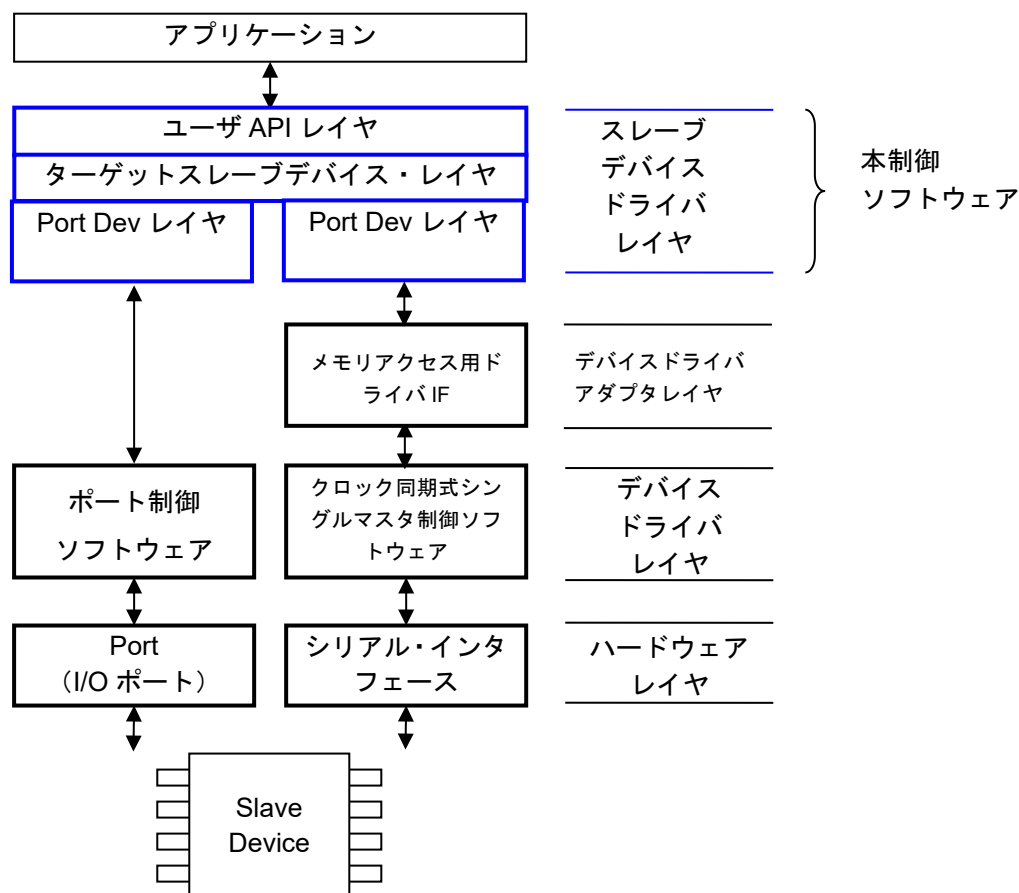 アプリケーション
ユーザ API レイヤ
ターゲットスレーブデバイス・レイヤ
Port Dev レイヤ
Port Dev レイヤ
スレーブ
デバイス
ドライバ
レイヤ
本制御
ソフトウェア
メモリアクセス用ド
ライバ IF
デバイスドライバ
アダプタレイヤ
ポート制御
ソフトウェア
クロック同期式シン
グルマスタ制御ソフ
トウェア
デバイス
ドライバ
レイヤ
Port
（I/O ポート）
シリアル・インタ
フェース
ハードウェア
レイヤ
Slave
Device